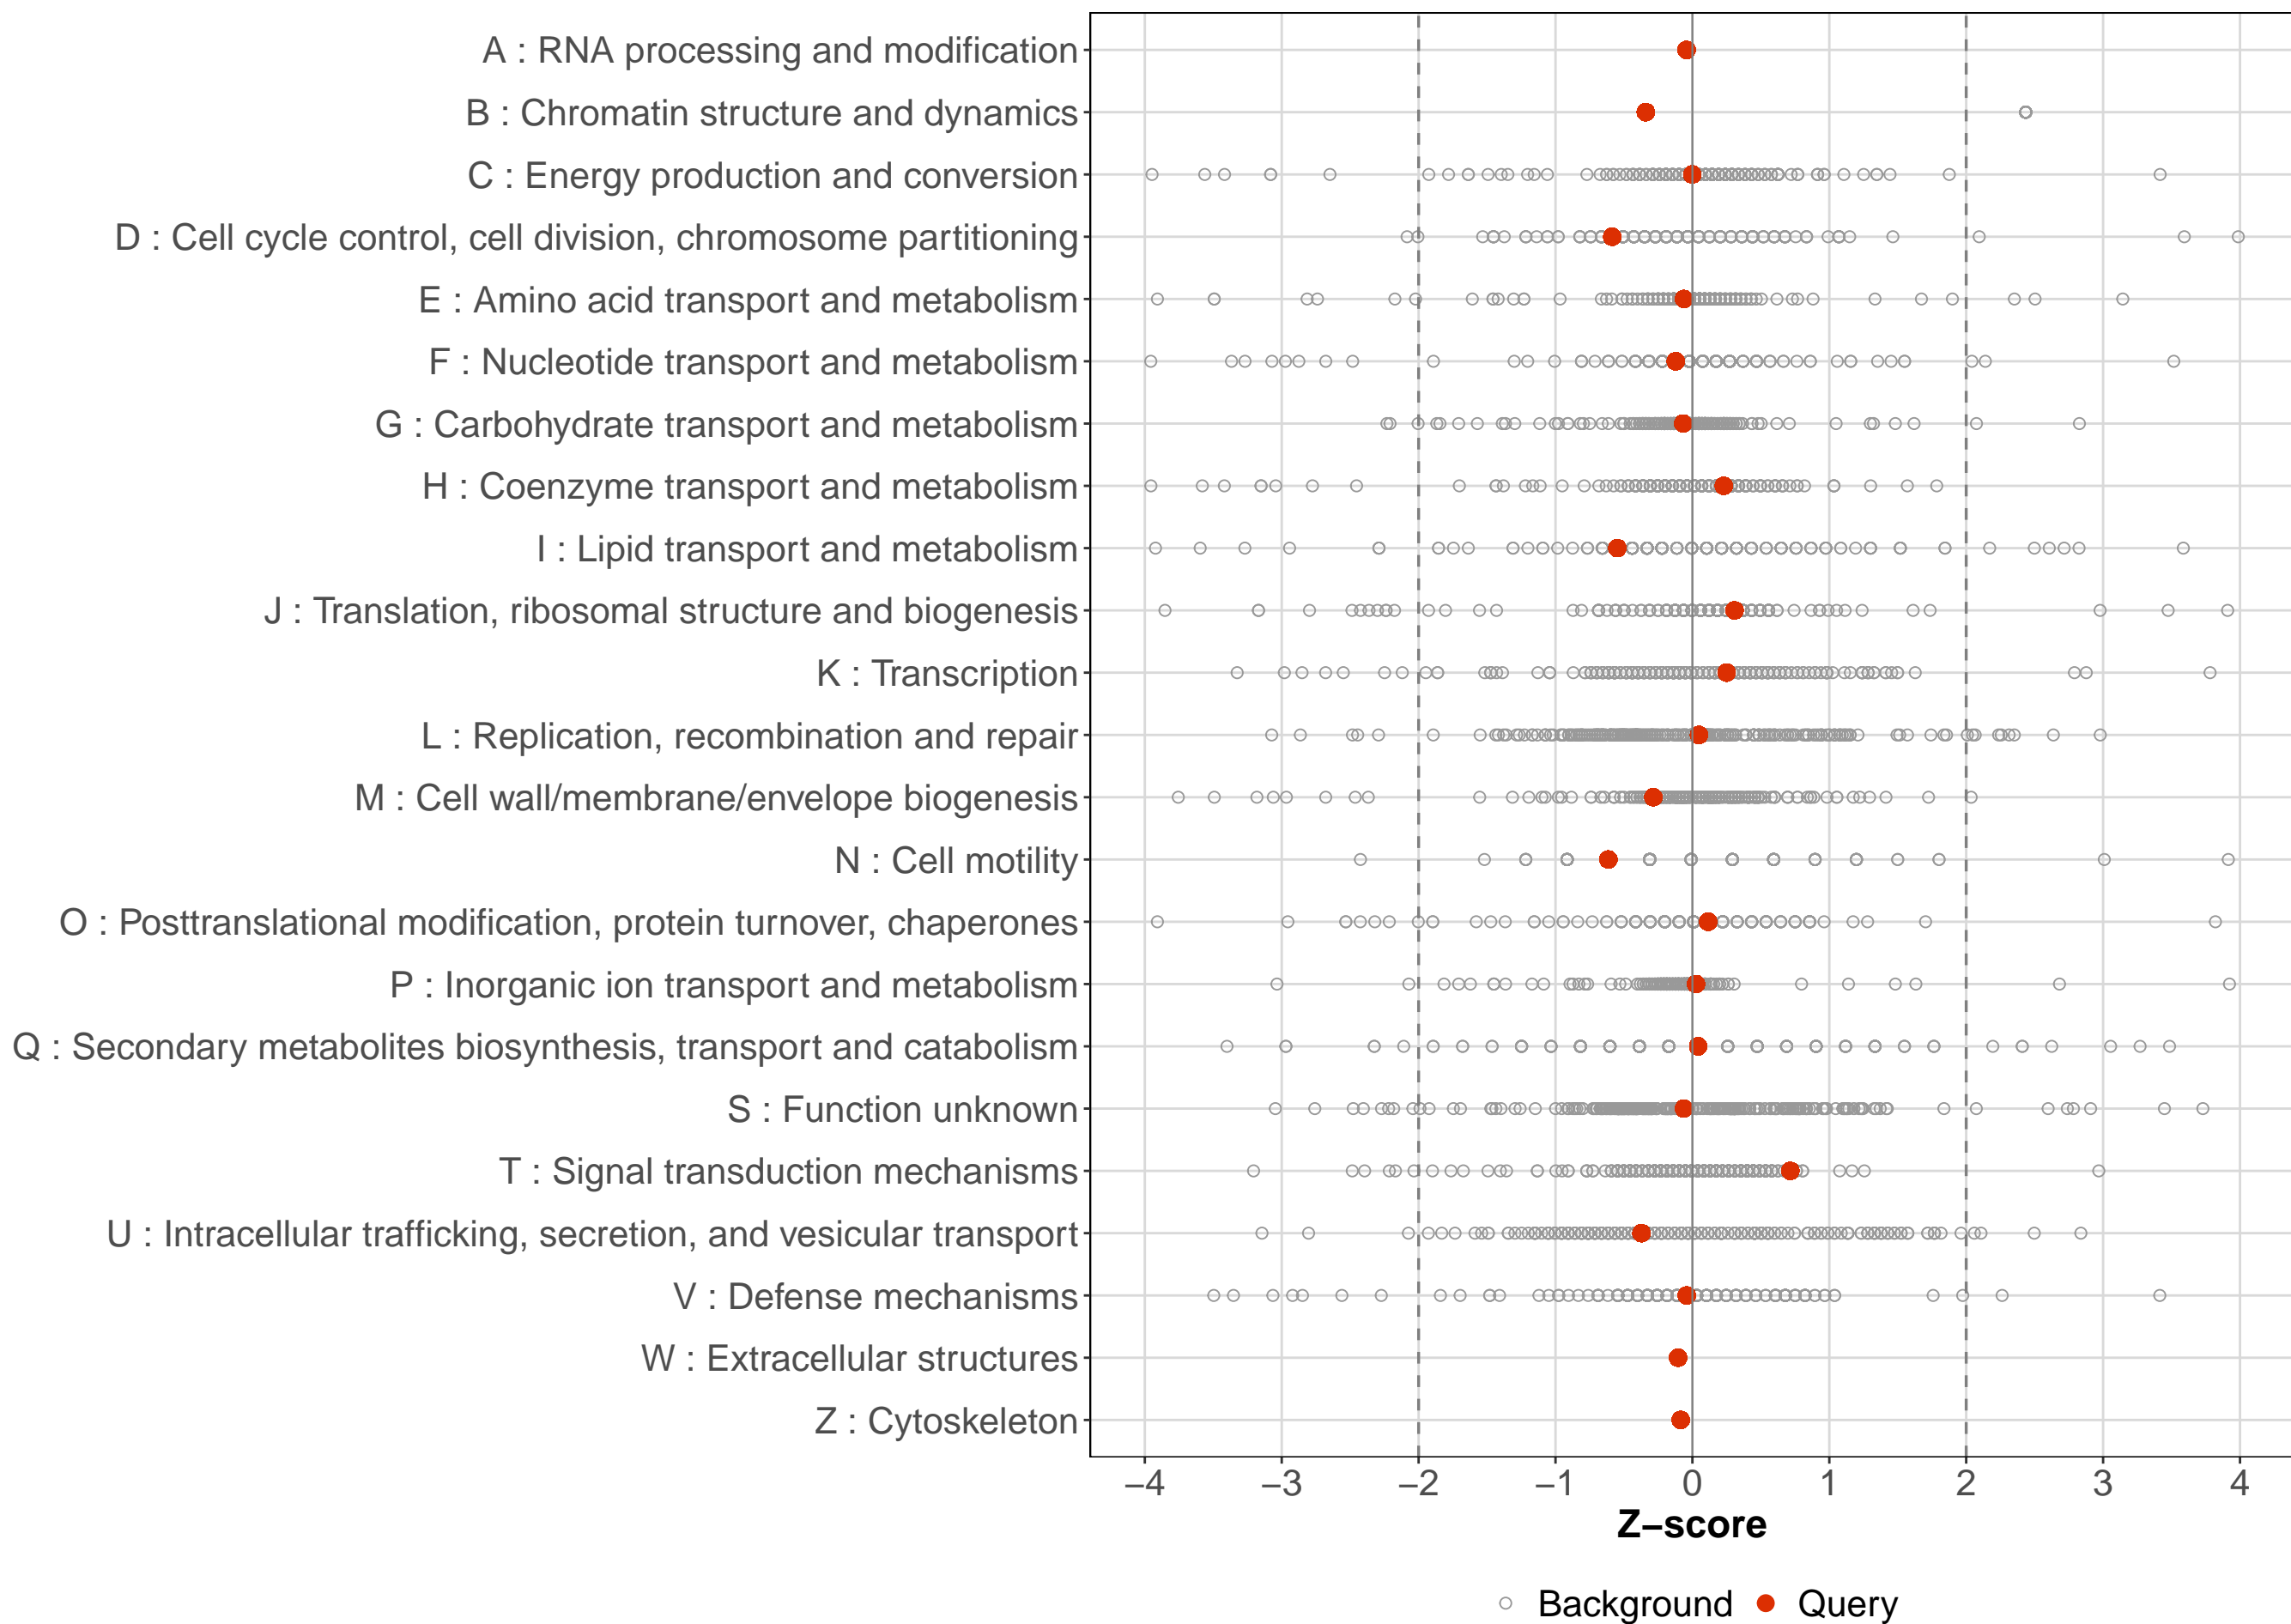 A : RNA processing and modification
B : Chromatin structure and dynamics
C : Energy production and conversion
D : Cell cycle control, cell division, chromosome partitioning
E : Amino acid transport and metabolism
F : Nucleotide transport and metabolism
G : Carbohydrate transport and metabolism
H : Coenzyme transport and metabolism
I : Lipid transport and metabolism
J : Translation, ribosomal structure and biogenesis
K : Transcription
L : Replication, recombination and repair
M : Cell wall/membrane/envelope biogenesis
N : Cell motility
O : Posttranslational modification, protein turnover, chaperones
P : Inorganic ion transport and metabolism
Q : Secondary metabolites biosynthesis, transport and catabolism
S : Function unknown
T : Signal transduction mechanisms
U : Intracellular trafficking, secretion, and vesicular transport
V : Defense mechanisms
W : Extracellular structures
Z : Cytoskeleton
−4 −3 −2 −1 0 1 2 3 4
Z−score
Background Query